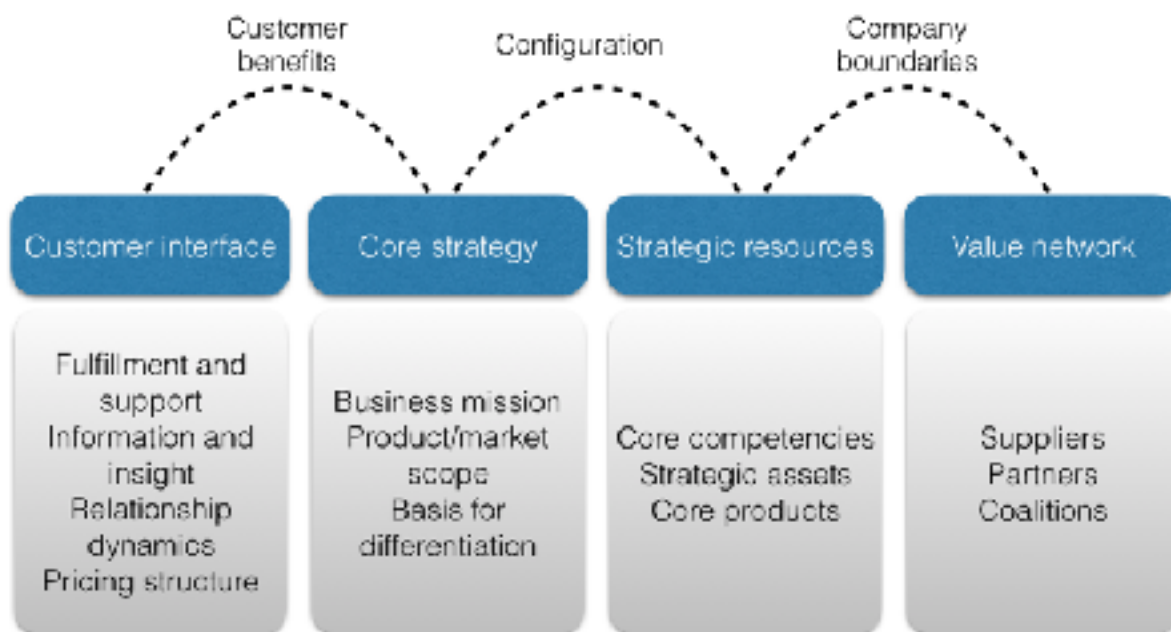 Customer
benefits
Configuration
Company
boundaries
Customer interface
Core strategy
Strategic resources
Value network
Fulfillment and
support
Information and
insight
Relationship
dynamics
Pricing structure
Business mission
Product/market
scope
Basis for
differentiation
Core competencies
Strategic assets
Core products
Suppliers
Partners
Coalitions